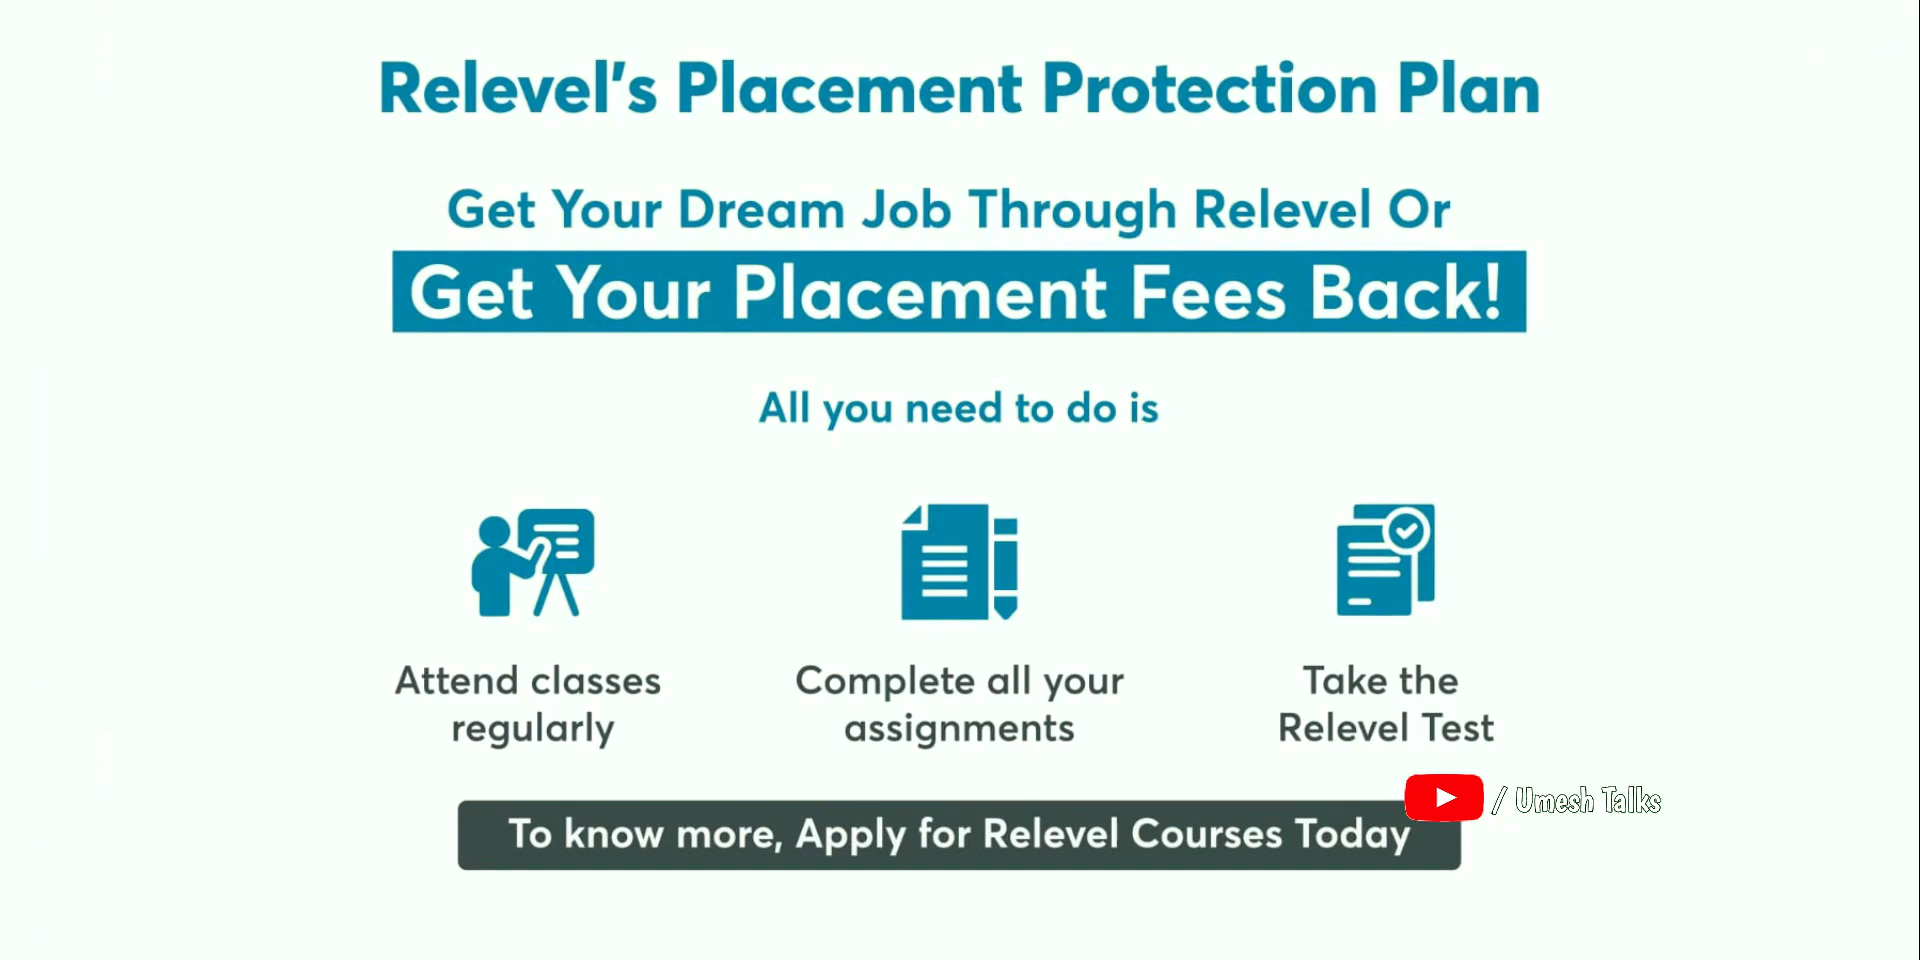 Relevel's Placement Protection Plan
Get Your Dream Job Through Relevel Or
Get Your Placement Fees Back!
All you need to do is
Attend classes
regularly
Complete all your
assignments
Take the
Relevel Test
/ Umesh Talks
To know more, Apply for Relevel Courses Today